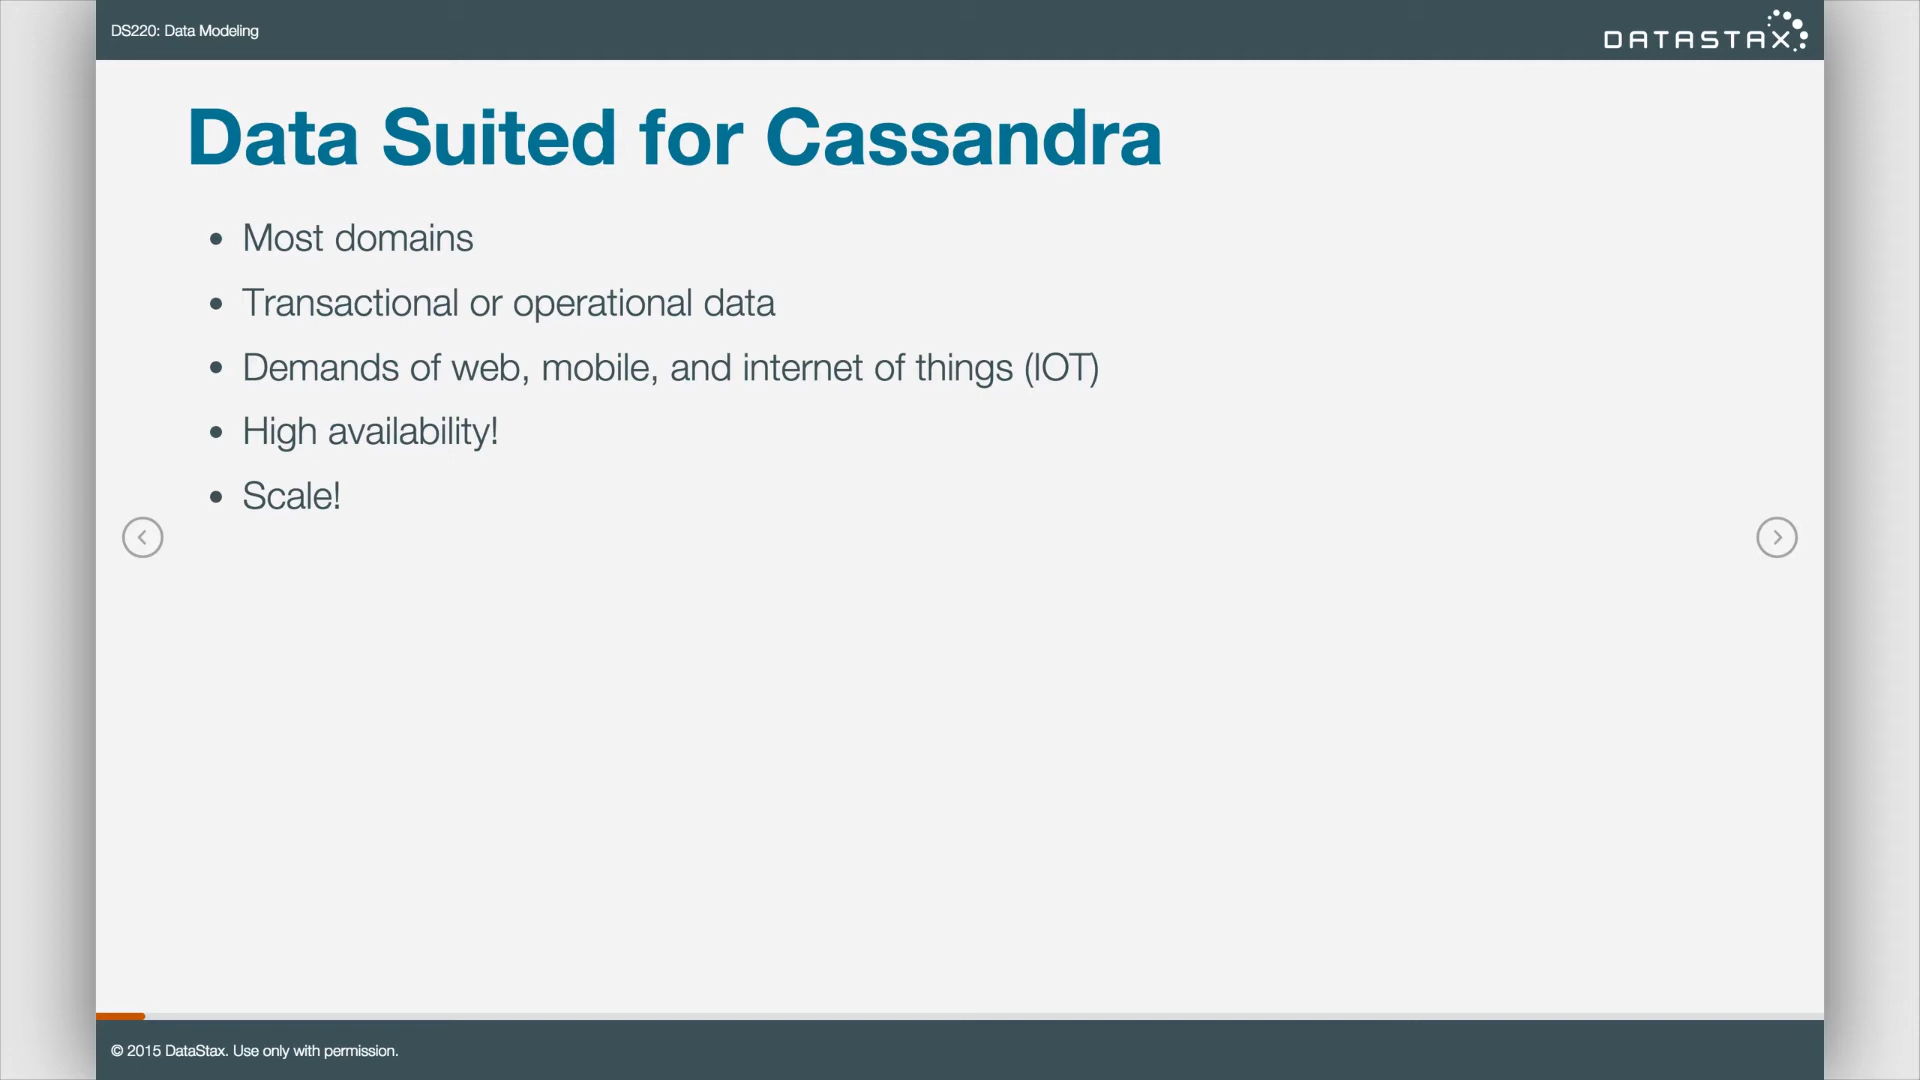 DS220: Data Modeling
DATASTAX
Data Suited for Cassandra
• Most domains
• Transactional or operational data
• Demands of web, mobile, and internet of things (IOT)
• High availability!
• Scale!
© 2015 DataStax. Use only with permission.